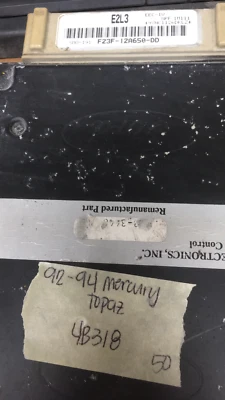 E2L3
F23F-12A650-DD
ECTRONICS, INC.
Control
Remanufactured Part
92-94 mercury
topaz
4B318
50